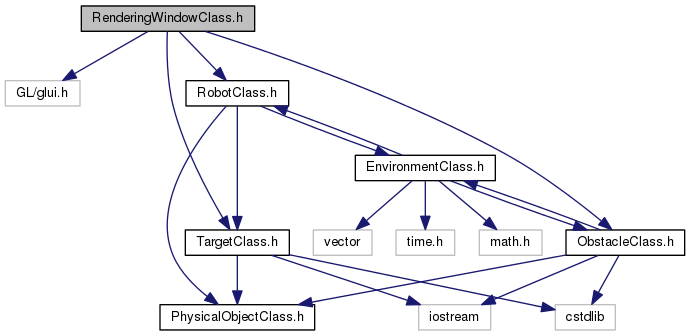 RenderingWindowClass.h
GL/glui.h
RobotClass.h
EnvironmentClass.h
TargetClass.h
vector
time.h
math.h
ObstacleClass.h
PhysicalObjectClass.h
iostream
cstdlib